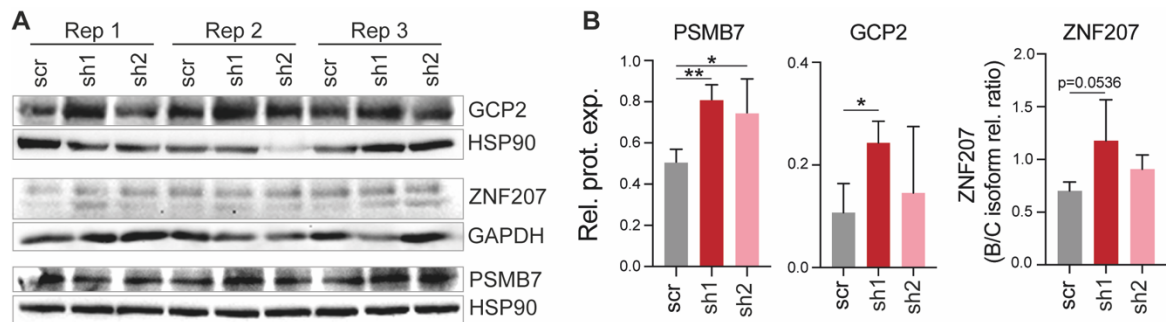 A
Rep 1 Rep 2 Rep 3
scr sh1 sh2 scr sh1 sh2 scr sh1 sh2
GCP2
HSP90
ZNF207
GAPDH
PSMB7
HSP90
B
PSMB7
Rel. prot. exp.
1.0
0.8
0.6
0.4
0.2
0.0
**
*
scr sh1 sh2
GCP2
0.4
0.2
0.0
*
scr sh1 sh2
ZNF207
ZNF207
(B/C isoform rel. ratio)
2.0
1.5
1.0
0.5
0.0
p=0.0536
scr sh1 sh2